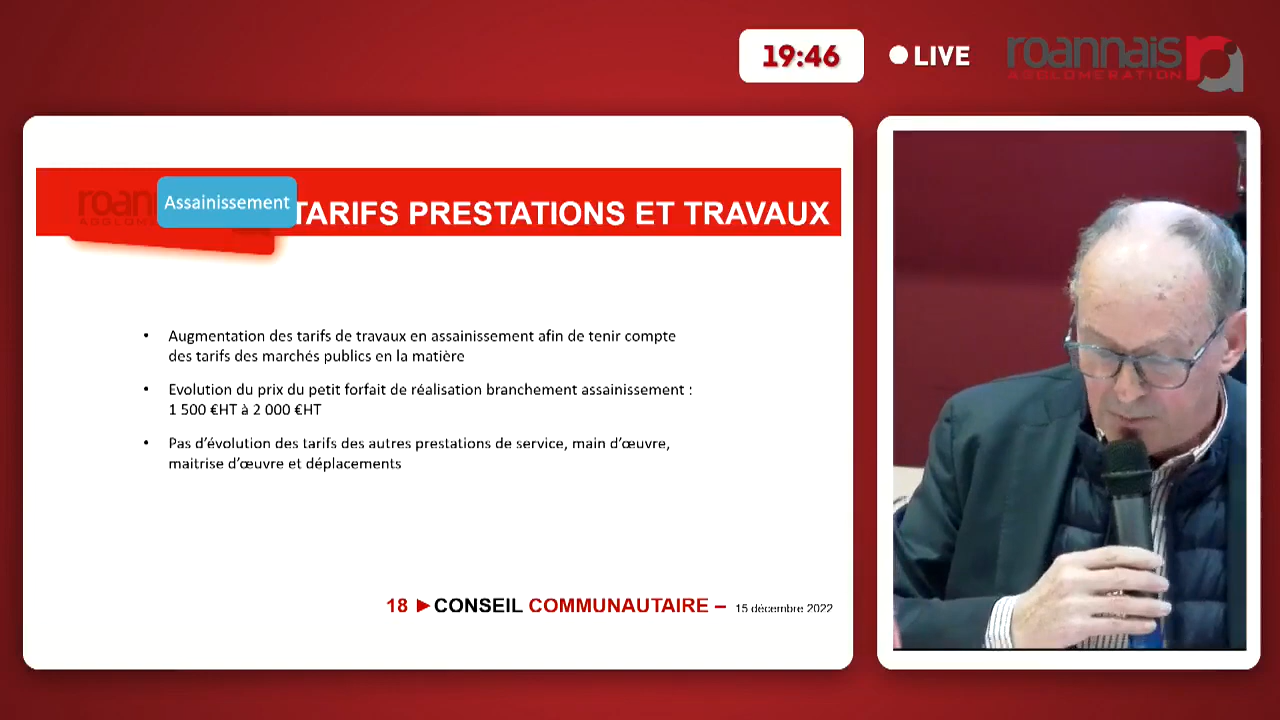 19:46
LIVE
roannais
AGGLOMÉRATION
roan
Assainissement
TARIFS PRESTATIONS ET TRAVAUX
• Augmentation des tarifs de travaux en assainissement afin de tenir compte
des tarifs des marchés publics en la matière
• Evolution du prix du petit forfait de réalisation branchement assainissement :
1 500 €HT à 2 000 €HT
• Pas d'évolution des tarifs des autres prestations de service, main d'œuvre,
maitrise d'œuvre et déplacements
18 ►CONSEIL COMMUNAUTAIRE – 15 décembre 2022